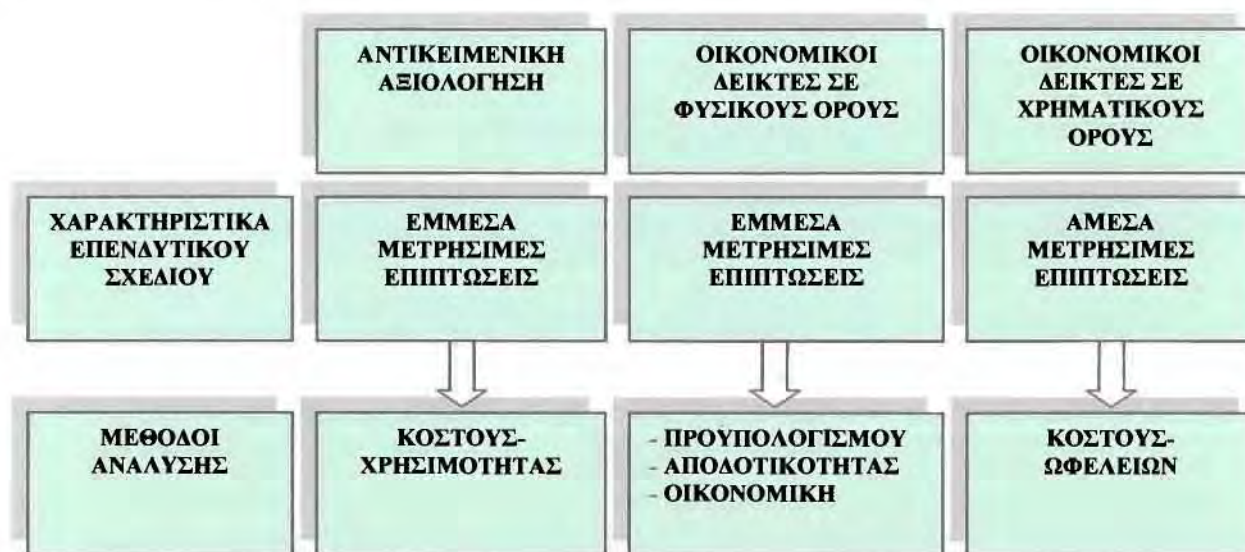 ΑΝΤΙΚΕΙΜΕΝΙΚΗ
ΑΞΙΟΛΟΓΗΣΗ
ΟΙΚΟΝΟΜΙΚΟΙ
ΔΕΙΚΤΕΣ ΣΕ
ΦΥΣΙΚΟΥΣ ΟΡΟΥΣ
ΟΙΚΟΝΟΜΙΚΟΙ
ΔΕΙΚΤΕΣ ΣΕ
ΧΡΗΜΑΤΙΚΟΥΣ
ΟΡΟΥΣ
ΧΑΡΑΚΤΗΡΙΣΤΙΚΑ
ΕΠΕΝΔΥΤΙΚΟΥ
ΣΧΕΔΙΟΥ
ΕΜΜΕΣΑ
ΜΕΤΡΗΣΙΜΕΣ
ΕΠΙΠΤΩΣΕΙΣ
ΕΜΜΕΣΑ
ΜΕΤΡΗΣΙΜΕΣ
ΕΠΙΠΤΩΣΕΙΣ
ΑΜΕΣΑ
ΜΕΤΡΗΣΙΜΕΣ
ΕΠΙΠΤΩΣΕΙΣ
ΜΕΘΟΔΟΙ
ΑΝΑΛΥΣΗΣ
ΚΟΣΤΟΥΣ-
ΧΡΗΣΙΜΟΤΗΤΑΣ
- ΠΡΟΥΠΟΛΟΓΙΣΜΟΥ
- ΑΠΟΔΟΤΙΚΟΤΗΤΑΣ
- ΟΙΚΟΝΟΜΙΚΗ
ΚΟΣΤΟΥΣ-
ΩΦΕΛΕΙΩΝ